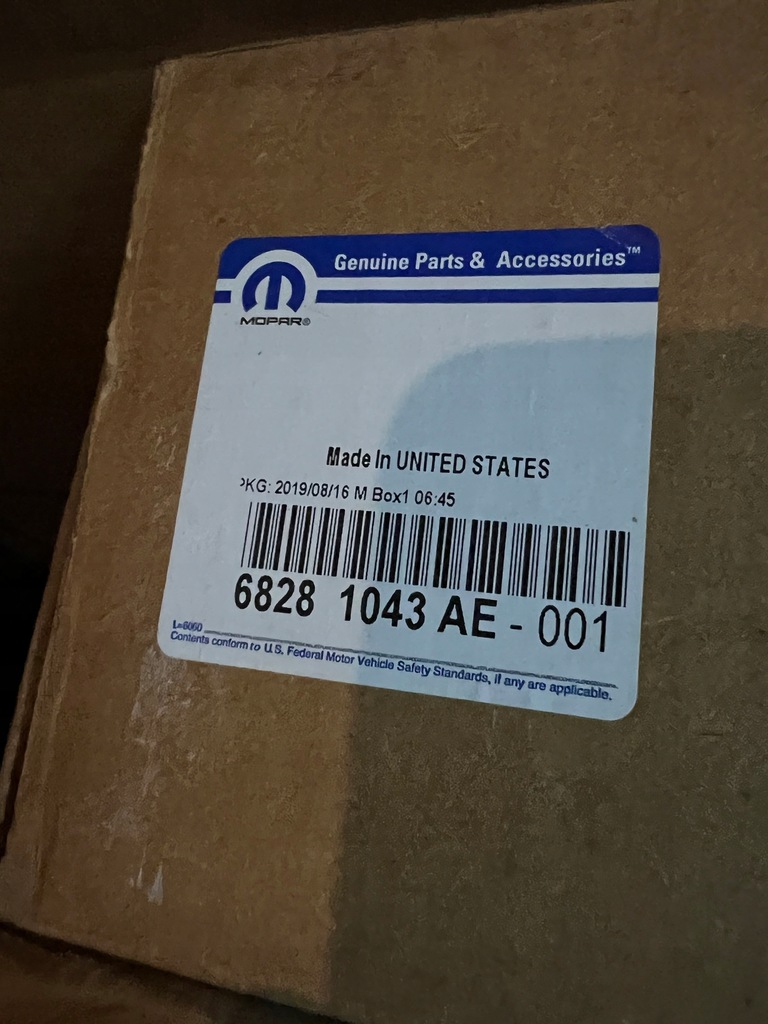 Genuine Parts & Accessories™
MOPAR®
Made In UNITED STATES
PKG: 2019/08/16 M Box1 06:45
6828 1043 AE - 001
L=6060
Contents conform to U.S. Federal Motor Vehicle Safety Standards, if any are applicable.